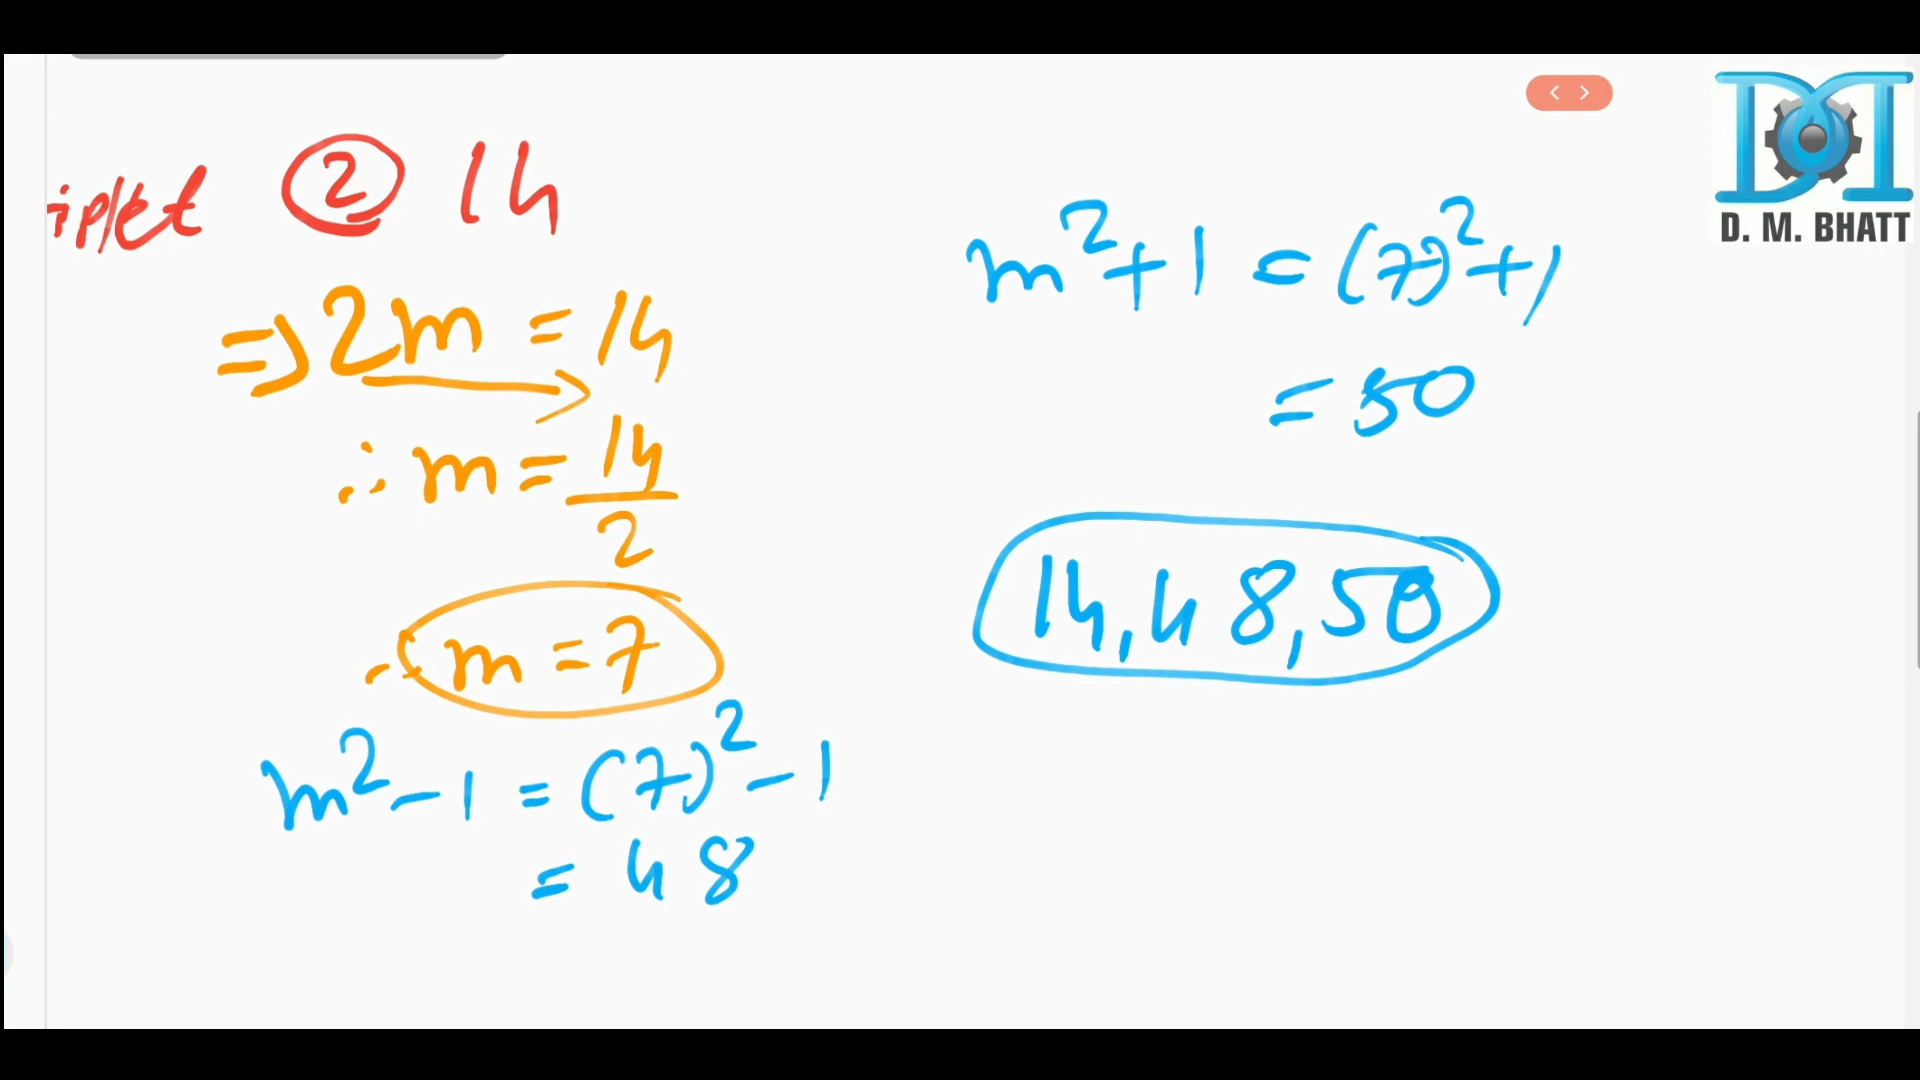 iplet ② 14
⇒ 2m = 14
∴ m = 14/2
∴ m = 7
m² - 1 = (7)² - 1
= 48
m² + 1 = (7)² + 1
= 50
14, 48, 50
D. M. BHATT